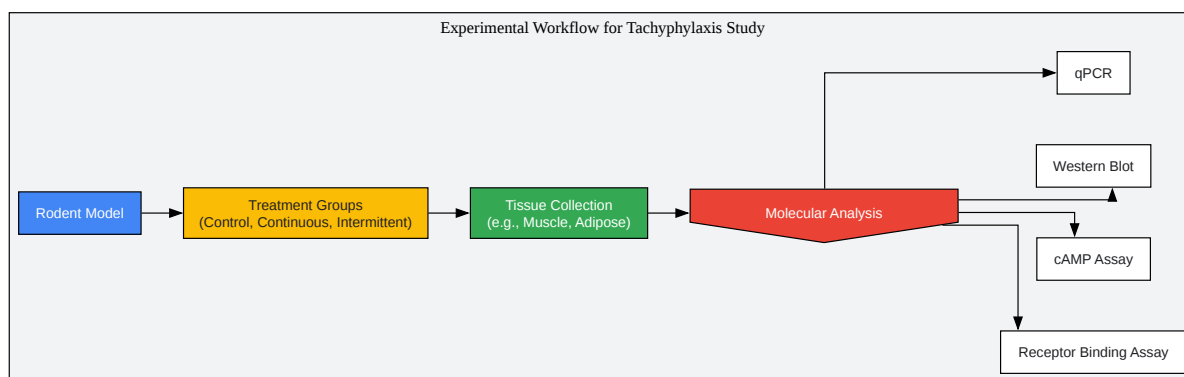 Experimental Workflow for Tachyphylaxis Study
qPCR
Western Blot
Rodent Model
Treatment Groups
(Control, Continuous, Intermittent)
Tissue Collection
(e.g., Muscle, Adipose)
Molecular Analysis
cAMP Assay
Receptor Binding Assay